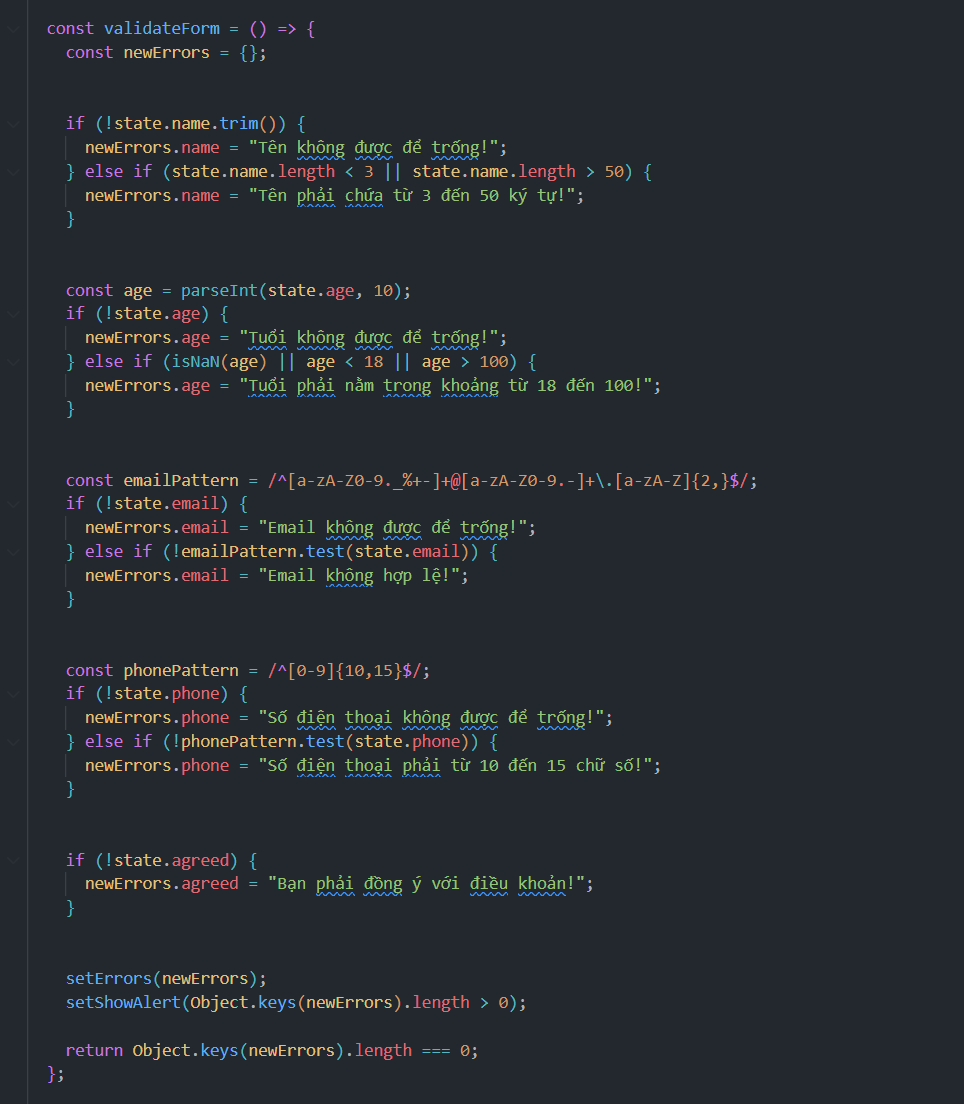 const validateForm = () => {
  const newErrors = {};
  if (!state.name.trim()) {
    newErrors.name = "Tên không được để trống!";
  } else if (state.name.length < 3 || state.name.length > 50) {
    newErrors.name = "Tên phải chứa từ 3 đến 50 ký tự!";
  }
  const age = parseInt(state.age, 10);
  if (!state.age) {
    newErrors.age = "Tuổi không được để trống!";
  } else if (isNaN(age) || age < 18 || age > 100) {
    newErrors.age = "Tuổi phải nằm trong khoảng từ 18 đến 100!";
  }
  const emailPattern = /^[a-zA-Z0-9._%+-]+@[a-zA-Z0-9.-]+\.[a-zA-Z]{2,}$/;
  if (!state.email) {
    newErrors.email = "Email không được để trống!";
  } else if (!emailPattern.test(state.email)) {
    newErrors.email = "Email không hợp lệ!";
  }
  const phonePattern = /^[0-9]{10,15}$/;
  if (!state.phone) {
    newErrors.phone = "Số điện thoại không được để trống!";
  } else if (!phonePattern.test(state.phone)) {
    newErrors.phone = "Số điện thoại phải từ 10 đến 15 chữ số!";
  }
  if (!state.agreed) {
    newErrors.agreed = "Bạn phải đồng ý với điều khoản!";
  }
  setErrors(newErrors);
  setShowAlert(Object.keys(newErrors).length > 0);
  return Object.keys(newErrors).length === 0;
};